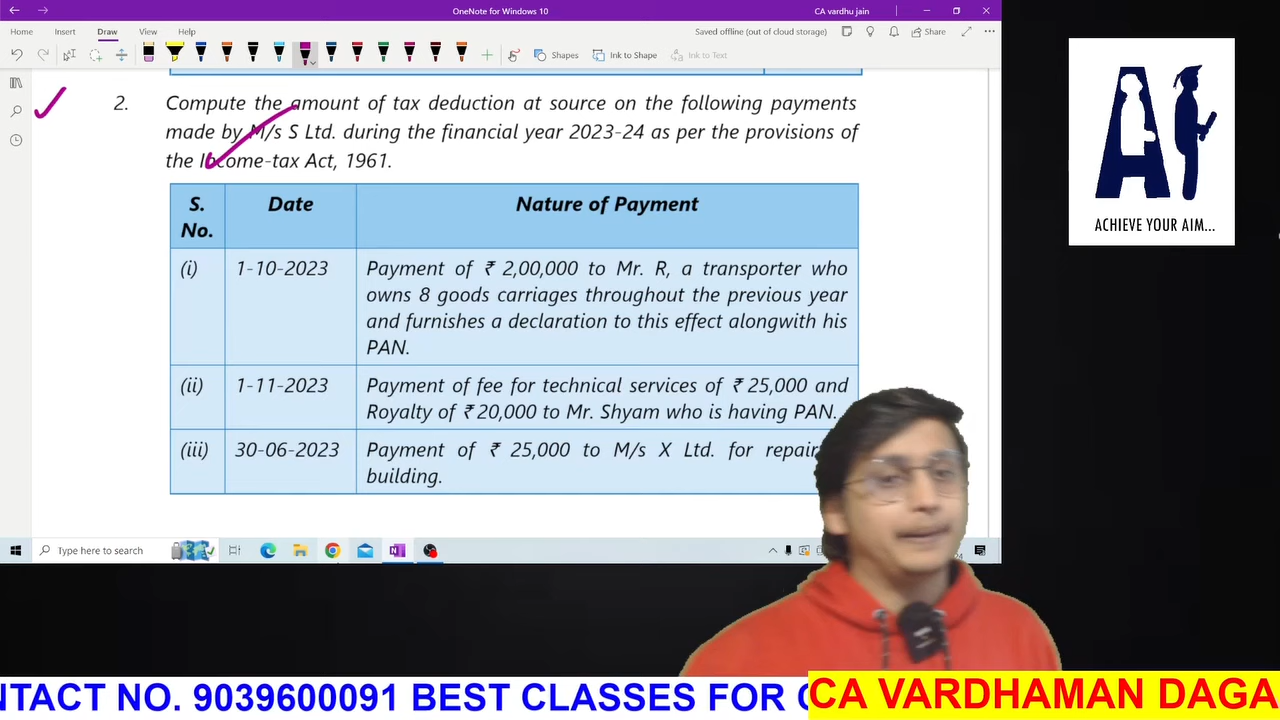 OneNote for Windows 10
CA vardhu jain
Home Insert Draw View Help
Saved offline (out of cloud storage)
Share
Shapes
Ink to Shape
Ink to Text
2. Compute the amount of tax deduction at source on the following payments
made by M/s S Ltd. during the financial year 2023-24 as per the provisions of
the Income-tax Act, 1961.
S. No.
Date
Nature of Payment
(i) 1-10-2023 Payment of ₹ 2,00,000 to Mr. R, a transporter who
owns 8 goods carriages throughout the previous year
and furnishes a declaration to this effect alongwith his
PAN.
(ii) 1-11-2023 Payment of fee for technical services of ₹ 25,000 and
Royalty of ₹ 20,000 to Mr. Shyam who is having PAN.
(iii) 30-06-2023 Payment of ₹ 25,000 to M/s X Ltd. for repair
building.
Type here to search
ACHIEVE YOUR AIM...
NTACT NO. 9039600091 BEST CLASSES FOR
CA VARDHAMAN DAGA